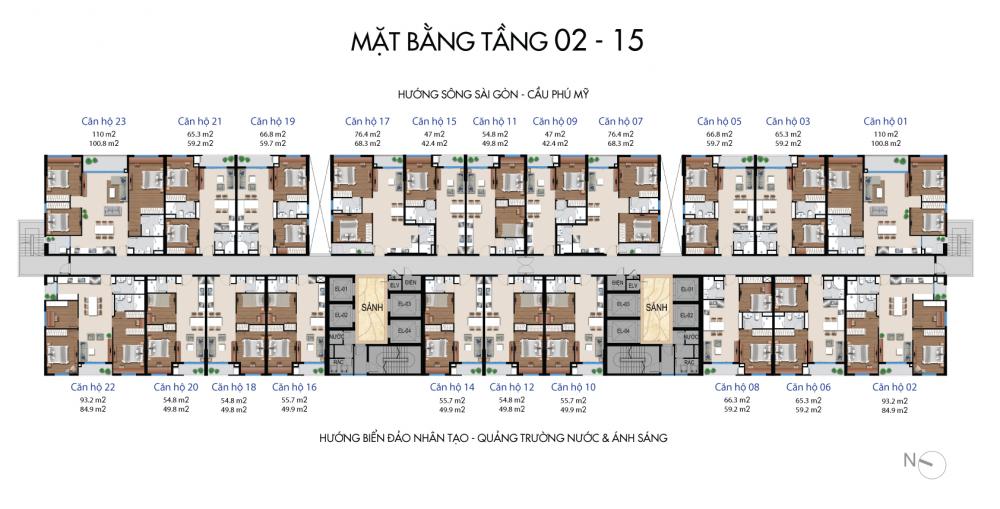 MẶT BẰNG TẦNG 02 - 15
HƯỚNG SÔNG SÀI GÒN - CẦU PHÚ MỸ
Căn hộ 23
110 m2
100.8 m2
Căn hộ 21
65.3 m2
59.2 m2
Căn hộ 19
66.8 m2
59.7 m2
Căn hộ 17
76.4 m2
68.3 m2
Căn hộ 15
47 m2
42.4 m2
Căn hộ 11
54.8 m2
49.8 m2
Căn hộ 09
47 m2
42.4 m2
Căn hộ 07
76.4 m2
68.3 m2
Căn hộ 05
66.8 m2
59.7 m2
Căn hộ 03
65.3 m2
59.2 m2
Căn hộ 01
110 m2
100.8 m2
EL-01
EL-02
NƯỚC
RÁC
SẢNH
ELV
ĐIỆN
EL-03
EL-04
ĐIỆN
ELV
EL-03
EL-04
SẢNH
EL-01
EL-02
NƯỚC
RÁC
Căn hộ 22
93.2 m2
84.9 m2
Căn hộ 20
54.8 m2
49.8 m2
Căn hộ 18
54.8 m2
49.8 m2
Căn hộ 16
55.7 m2
49.9 m2
Căn hộ 14
55.7 m2
49.9 m2
Căn hộ 12
54.8 m2
49.8 m2
Căn hộ 10
55.7 m2
49.9 m2
Căn hộ 08
66.3 m2
59.2 m2
Căn hộ 06
65.3 m2
59.2 m2
Căn hộ 02
93.2 m2
84.9 m2
HƯỚNG BIỂN ĐẢO NHÂN TẠO - QUẢNG TRƯỜNG NƯỚC & ÁNH SÁNG
N